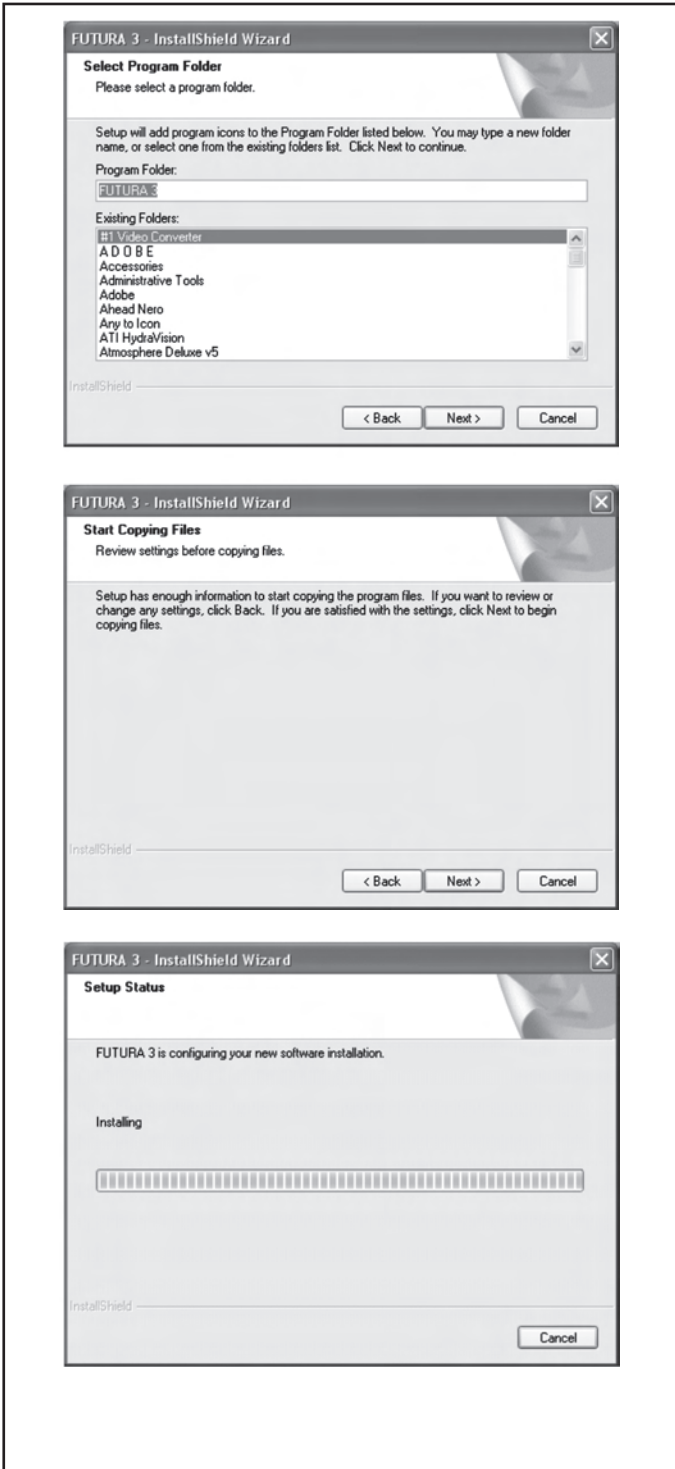 FUTURA 3 - InstallShield Wizard
Select Program Folder
Please select a program folder.
Setup will add program icons to the Program Folder listed below. You may type a new folder
name, or select one from the existing folders list. Click Next to continue.
Program Folder:
FUTURA 3
Existing Folders:
#1 Video Converter
A D O B E
Accessories
Administrative Tools
Adobe
Ahead Nero
Any to Icon
ATI HydraVision
Atmosphere Deluxe v5
InstallShield
< Back Next > Cancel
FUTURA 3 - InstallShield Wizard
Start Copying Files
Review settings before copying files.
Setup has enough information to start copying the program files. If you want to review or
change any settings, click Back. If you are satisfied with the settings, click Next to begin
copying files.
InstallShield
< Back Next > Cancel
FUTURA 3 - InstallShield Wizard
Setup Status
FUTURA 3 is configuring your new software installation.
Installing
InstallShield
Cancel